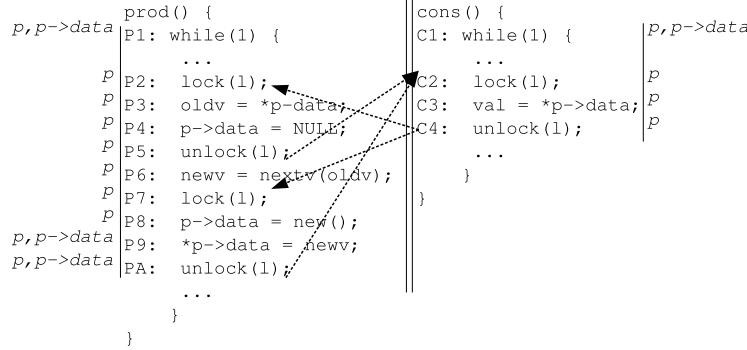 prod() {
p,p->data P1: while(1) {
...
p P2: lock(l);
p P3: oldv = *p-data;
p P4: p->data = NULL;
p P5: unlock(l);
p P6: newv = nextv(oldv);
p P7: lock(l);
p P8: p->data = new();
p,p->data P9: *p->data = newv;
p,p->data PA: unlock(l);
...
}
}
cons() {
C1: while(1) { p,p->data
...
C2: lock(l); p
C3: val = *p->data; p
C4: unlock(l); p
...
}
}